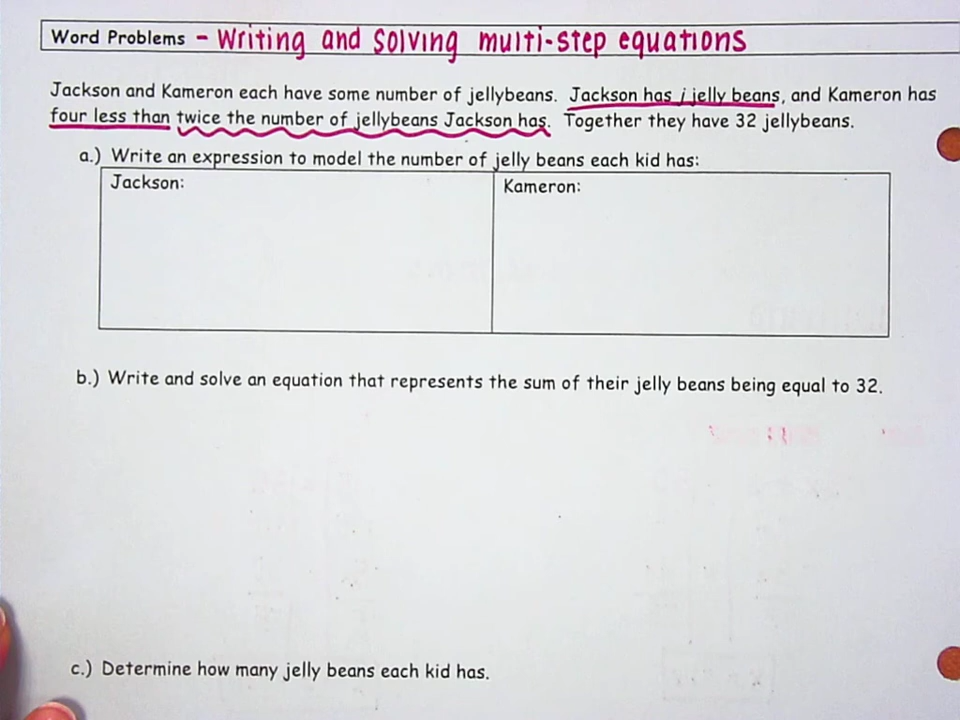 Word Problems - Writing and Solving multi-step equations
Jackson and Kameron each have some number of jellybeans. Jackson has j jelly beans, and Kameron has
four less than twice the number of jellybeans Jackson has. Together they have 32 jellybeans.
a.) Write an expression to model the number of jelly beans each kid has:
Jackson:
Kameron:
b.) Write and solve an equation that represents the sum of their jelly beans being equal to 32.
c.) Determine how many jelly beans each kid has.